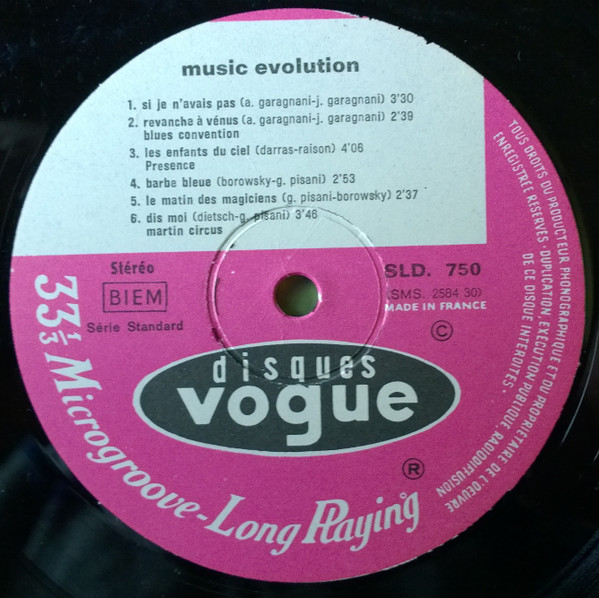 music evolution
1. si je n'avais pas (a. garagnani-j. garagnani) 3'30
2. revanche à vénus (a. garagnani-j. garagnani) 2'39
blues convention
3. les enfants du ciel (darras-raison) 4'06
Presence
4. barbe bleue (borowsky-g. pisani) 2'53
5. le matin des magiciens (g. pisani-borowsky) 2'37
6. dis moi (dietsch-g. pisani) 3'46
martin circus
Stéréo
BIEM
Série Standard
SLD. 750
(SMS. 2584 30)
MADE IN FRANCE
©
disques
vogue
®
33 1/3 Microgroove-Long Playing
TOUS DROITS DU PRODUCTEUR PHONOGRAPHIQUE ET DU PROPRIÉTAIRE DE L'OEUVRE
ENREGISTRÉE RÉSERVÉS · DUPLICATION, EXÉCUTION PUBLIQUE, RADIODIFFUSION
DE CE DISQUE INTERDITES ·